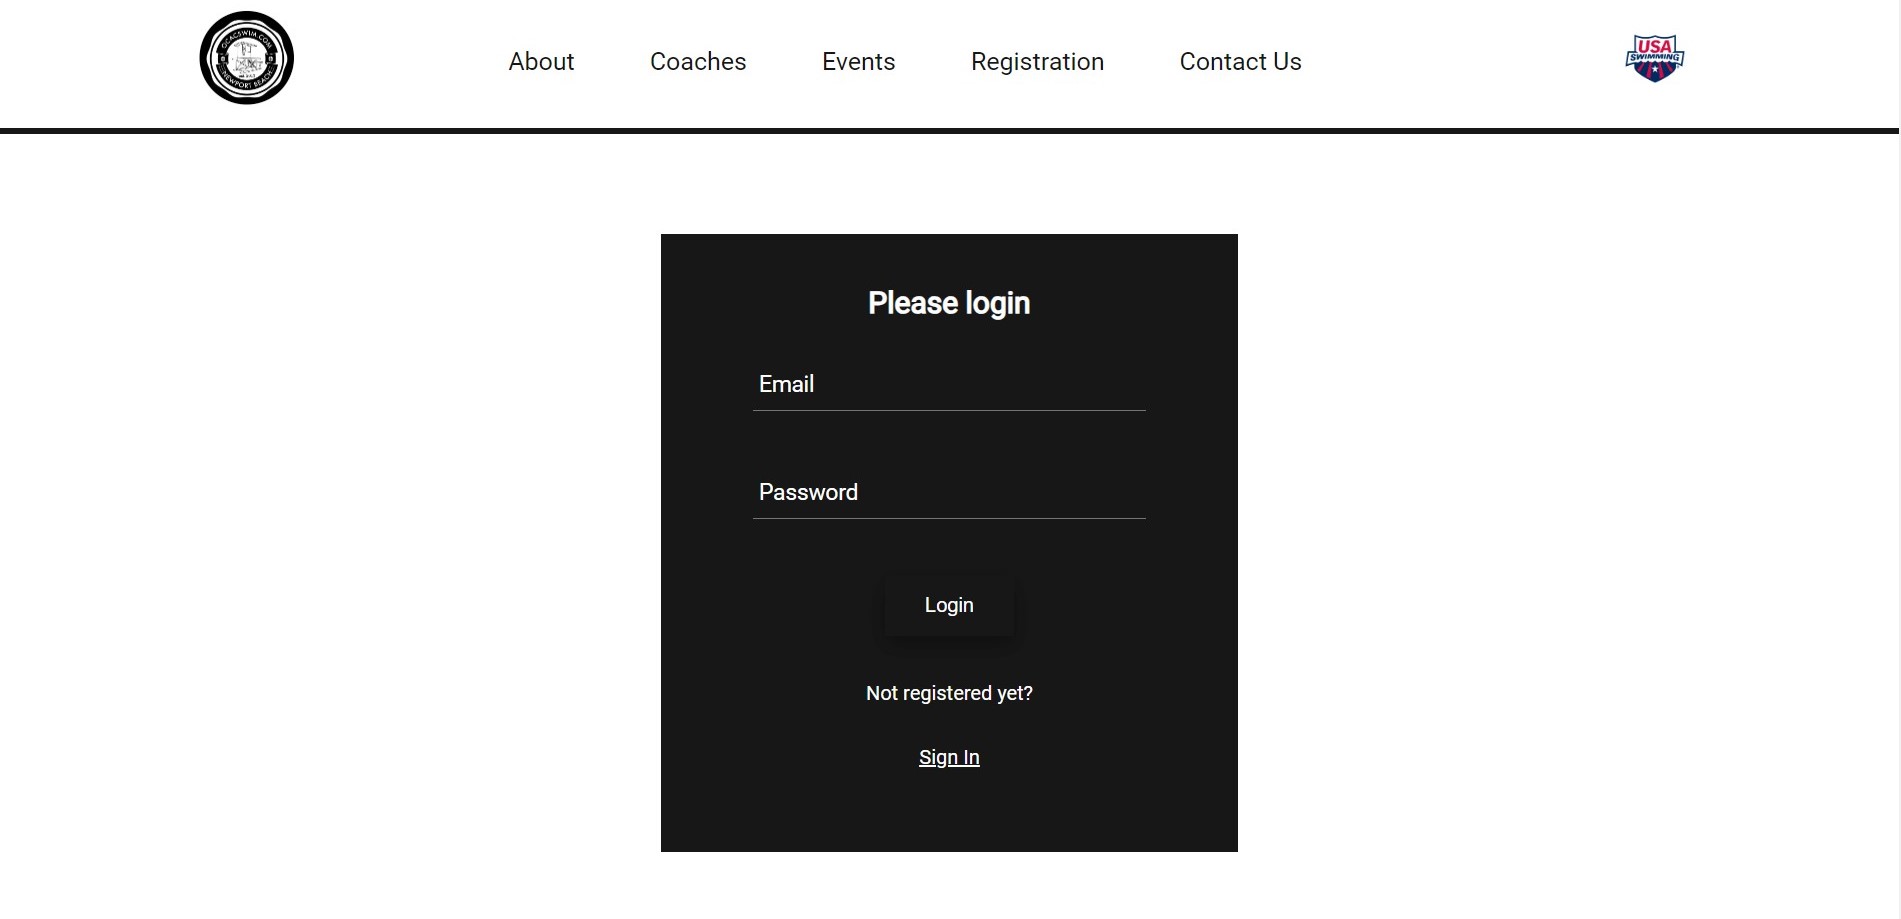 OCACSWIM.COM
NEWPORT BEACH
About
Coaches
Events
Registration
Contact Us
USA
SWIMMING
Please login
Email
Password
Login
Not registered yet?
Sign In